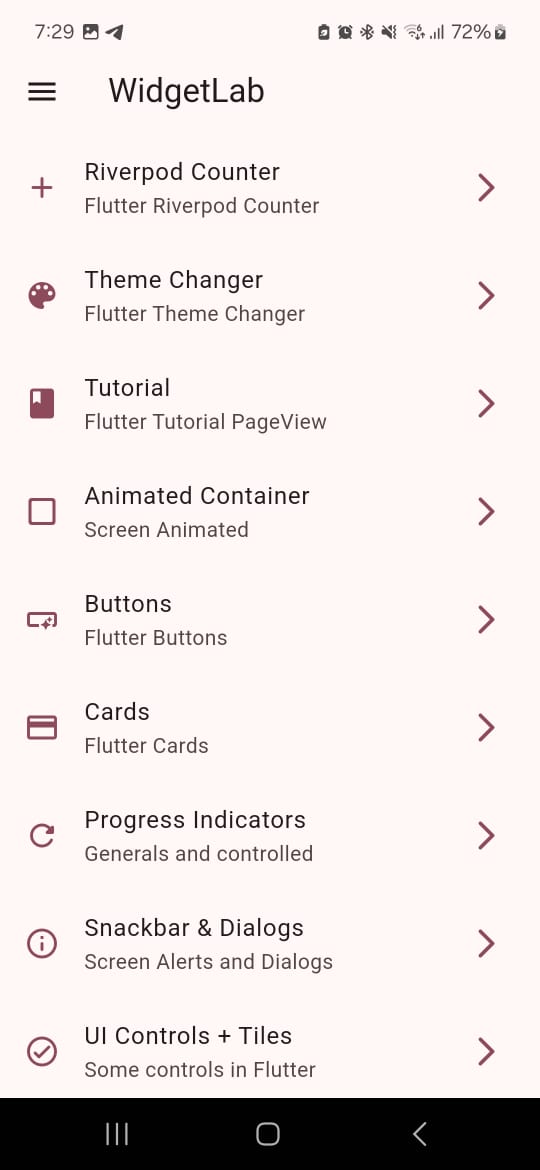 7:29 72%
WidgetLab
Riverpod Counter
Flutter Riverpod Counter
Theme Changer
Flutter Theme Changer
Tutorial
Flutter Tutorial PageView
Animated Container
Screen Animated
Buttons
Flutter Buttons
Cards
Flutter Cards
Progress Indicators
Generals and controlled
Snackbar & Dialogs
Screen Alerts and Dialogs
UI Controls + Tiles
Some controls in Flutter